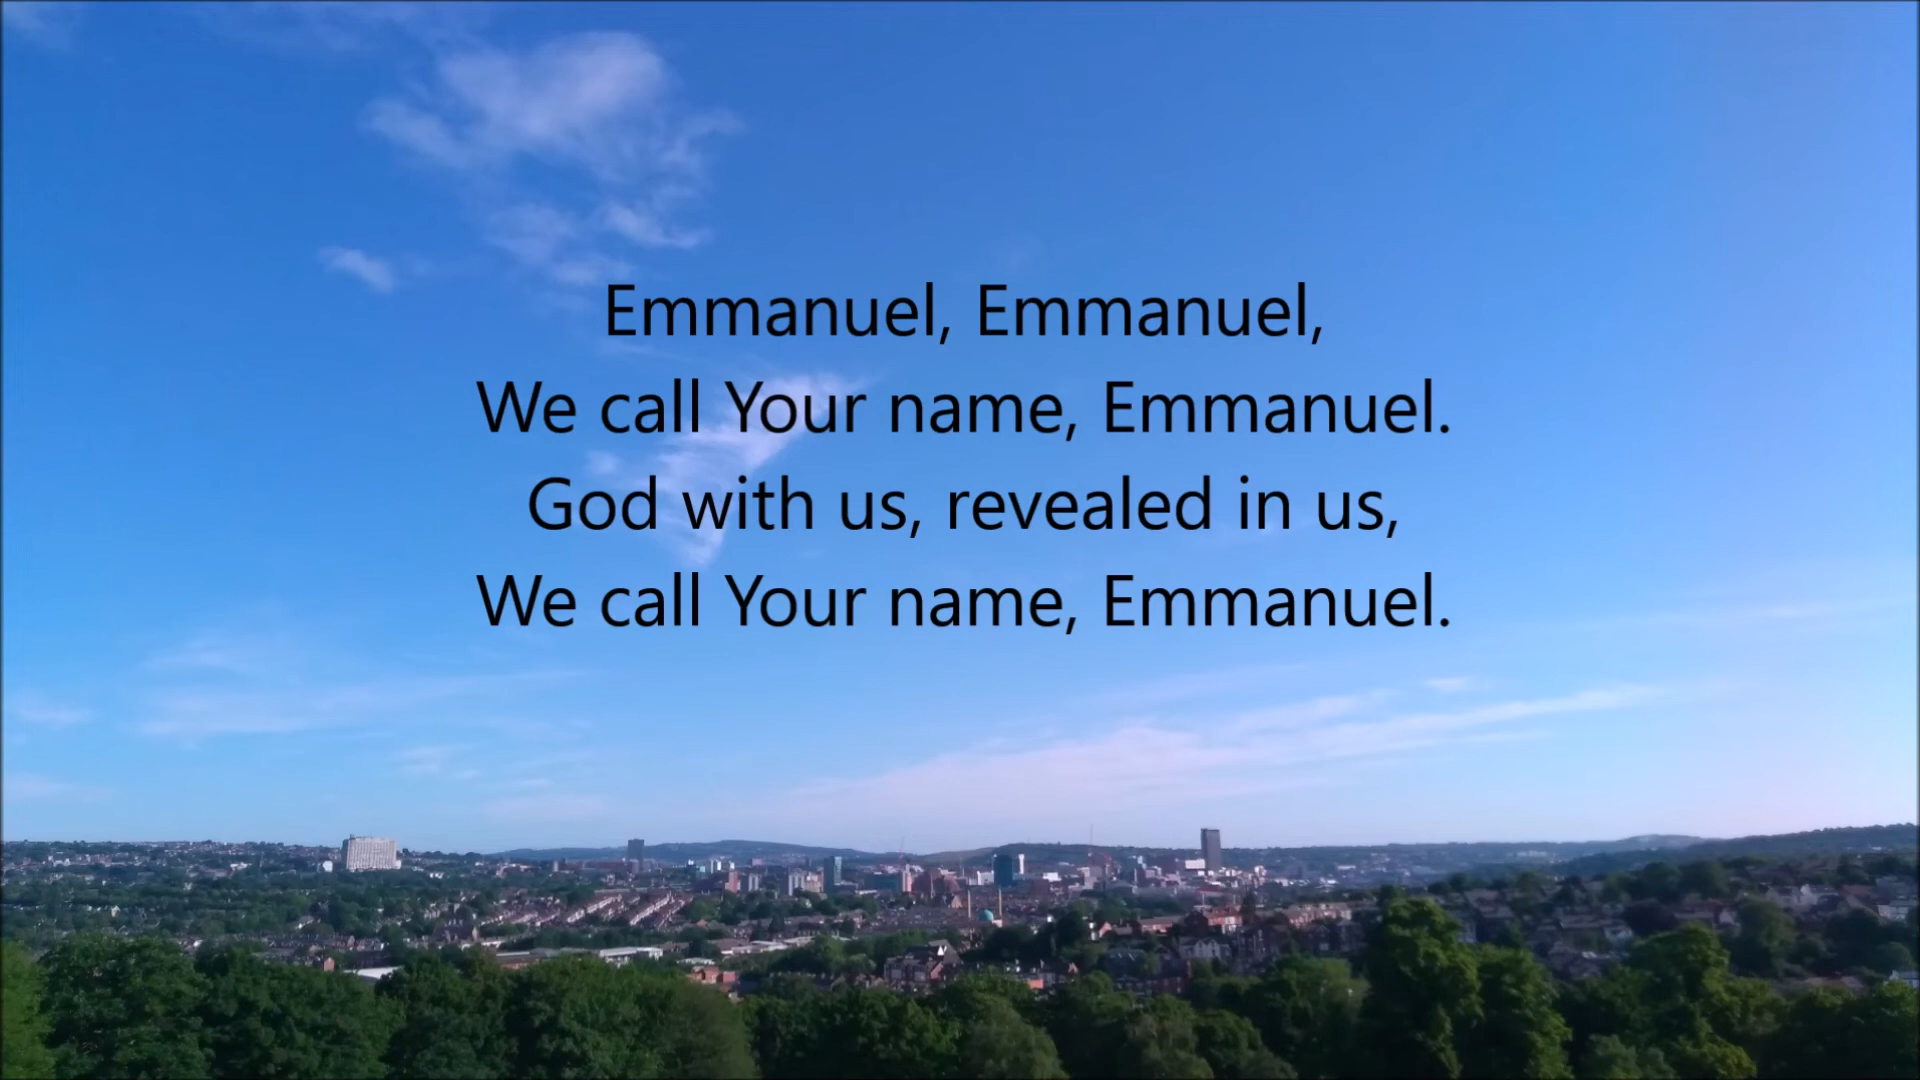 Emmanuel, Emmanuel,
We call Your name, Emmanuel.
God with us, revealed in us,
We call Your name, Emmanuel.